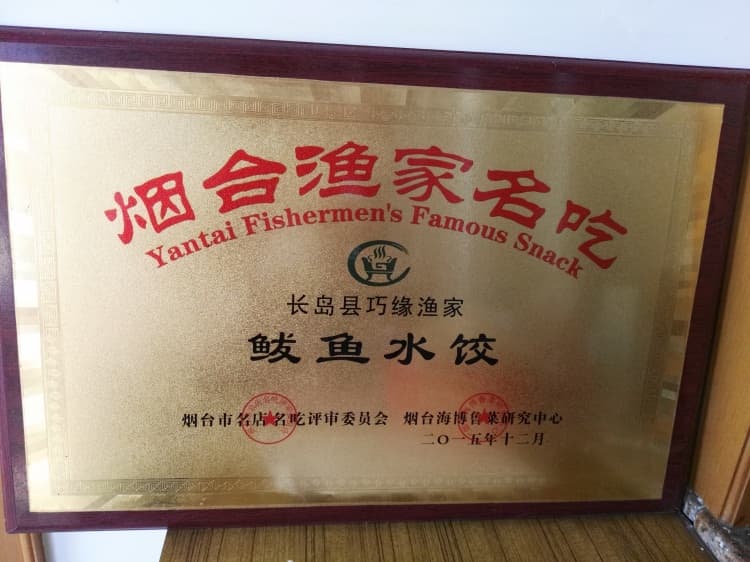 烟台渔家名吃
Yantai Fishermen's Famous Snack
长岛县巧缘渔家
鲅鱼水饺
烟台市名店名吃评审委员会 烟台海博鲁菜研究中心
二〇一五年十二月